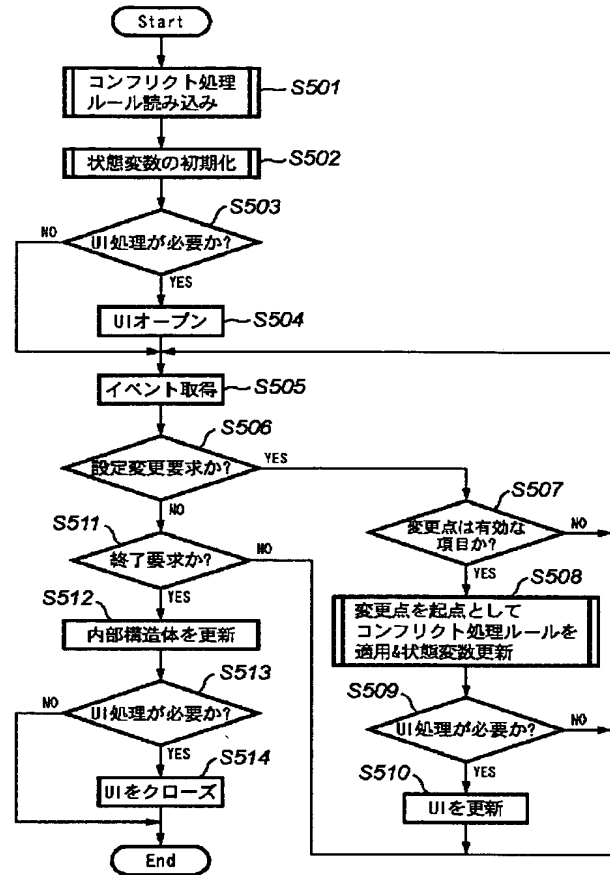 Start
コンフリクト処理
ルール読み込み
S501
状態変数の初期化
S502
S503
UI処理が必要か?
NO
YES
UIオープン
S504
イベント取得
S505
S506
設定変更要求か?
YES
NO
S507
変更点は有効な
項目か?
NO
YES
S508
変更点を起点として
コンフリクト処理ルールを
適用&状態変数更新
S509
UI処理が必要か?
NO
YES
S510
UIを更新
S511
終了要求か?
NO
YES
S512
内部構造体を更新
S513
UI処理が必要か?
NO
YES
S514
UIをクローズ
End